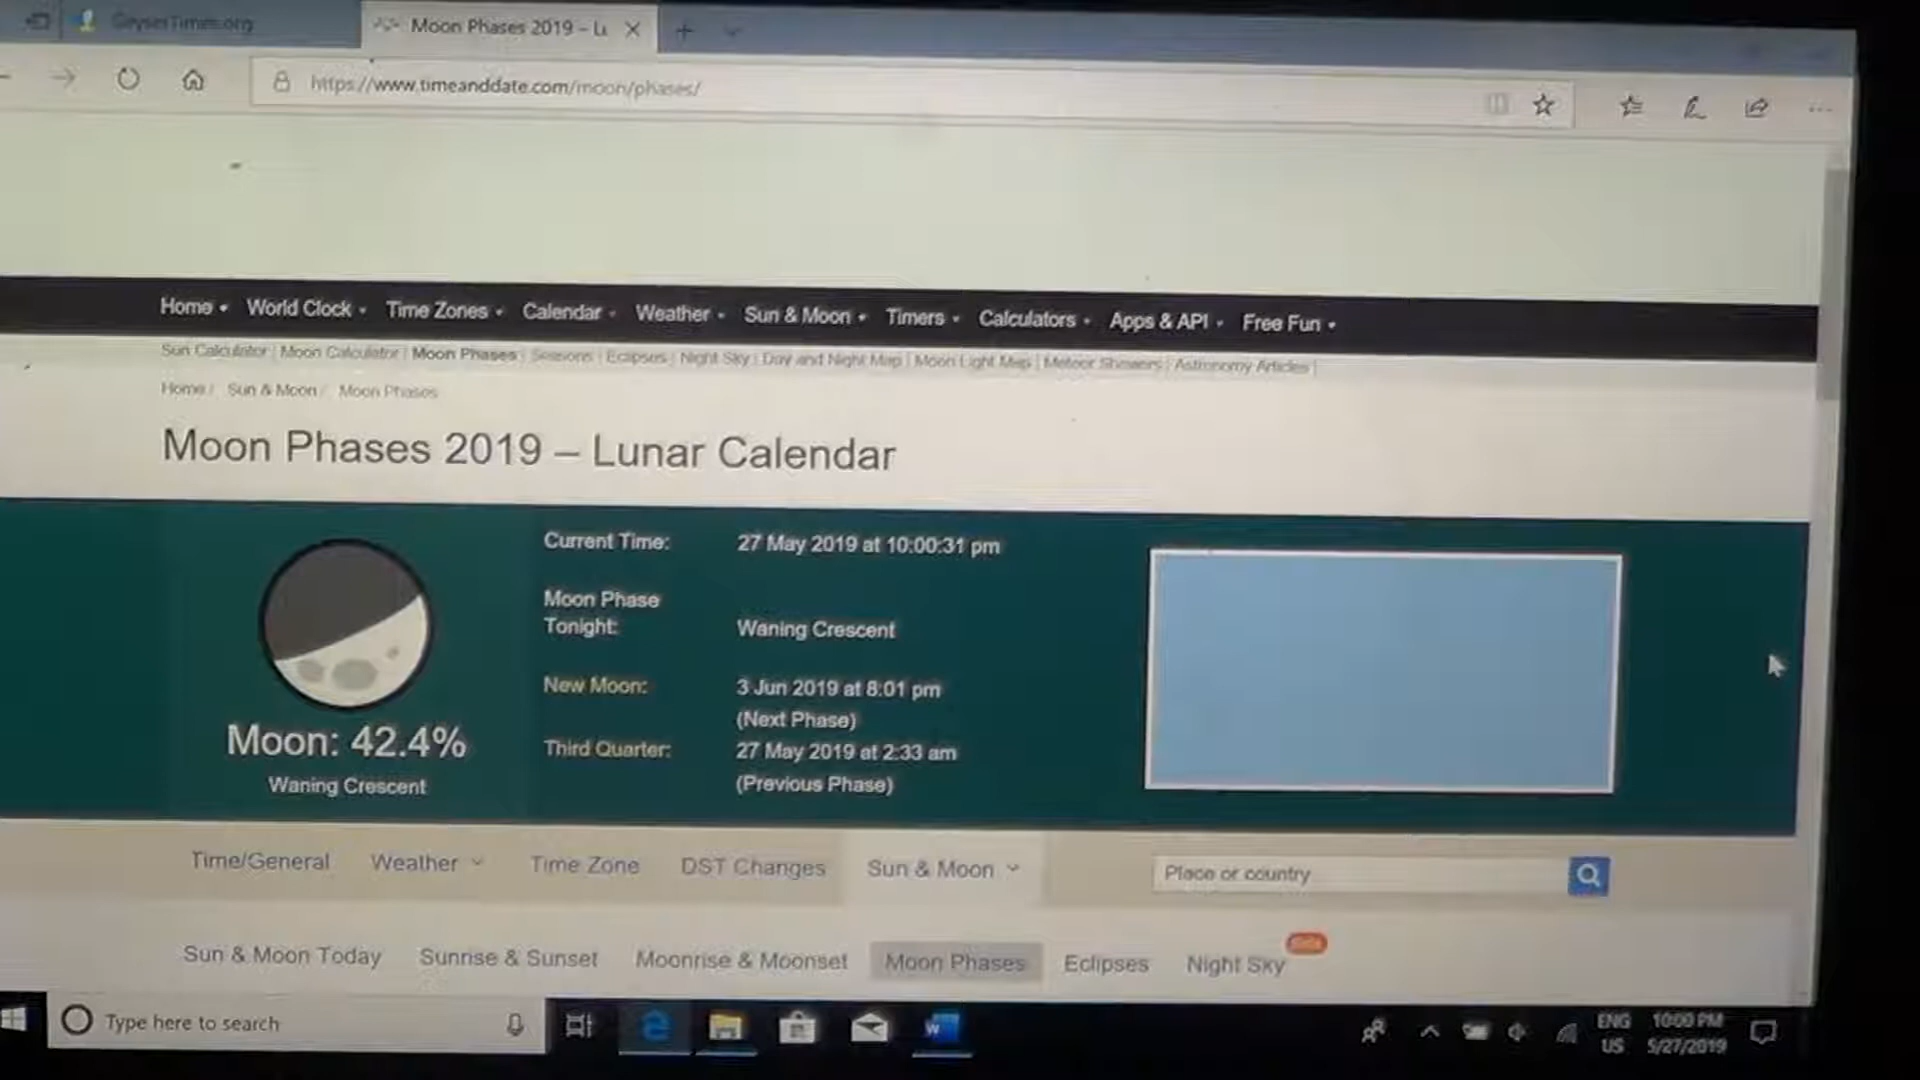 GeyserTimes.org
Moon Phases 2019 – Lu
https://www.timeanddate.com/moon/phases/
Home World Clock Time Zones Calendar Weather Sun & Moon Timers Calculators Apps & API Free Fun
Sun Calculator | Moon Calculator | Moon Phases | Seasons | Eclipses | Night Sky | Day and Night Map | Moon Light Map | Meteor Showers | Astronomy Articles |
Home / Sun & Moon / Moon Phases
Moon Phases 2019 – Lunar Calendar
Current Time: 27 May 2019 at 10:00:31 pm
Moon Phase
Tonight: Waning Crescent
New Moon: 3 Jun 2019 at 8:01 pm
(Next Phase)
Third Quarter: 27 May 2019 at 2:33 am
(Previous Phase)
Moon: 42.4%
Waning Crescent
Time/General Weather Time Zone DST Changes Sun & Moon Place or country
Sun & Moon Today Sunrise & Sunset Moonrise & Moonset Moon Phases Eclipses Night Sky
Type here to search
ENG 10:00 PM
US 5/27/2019